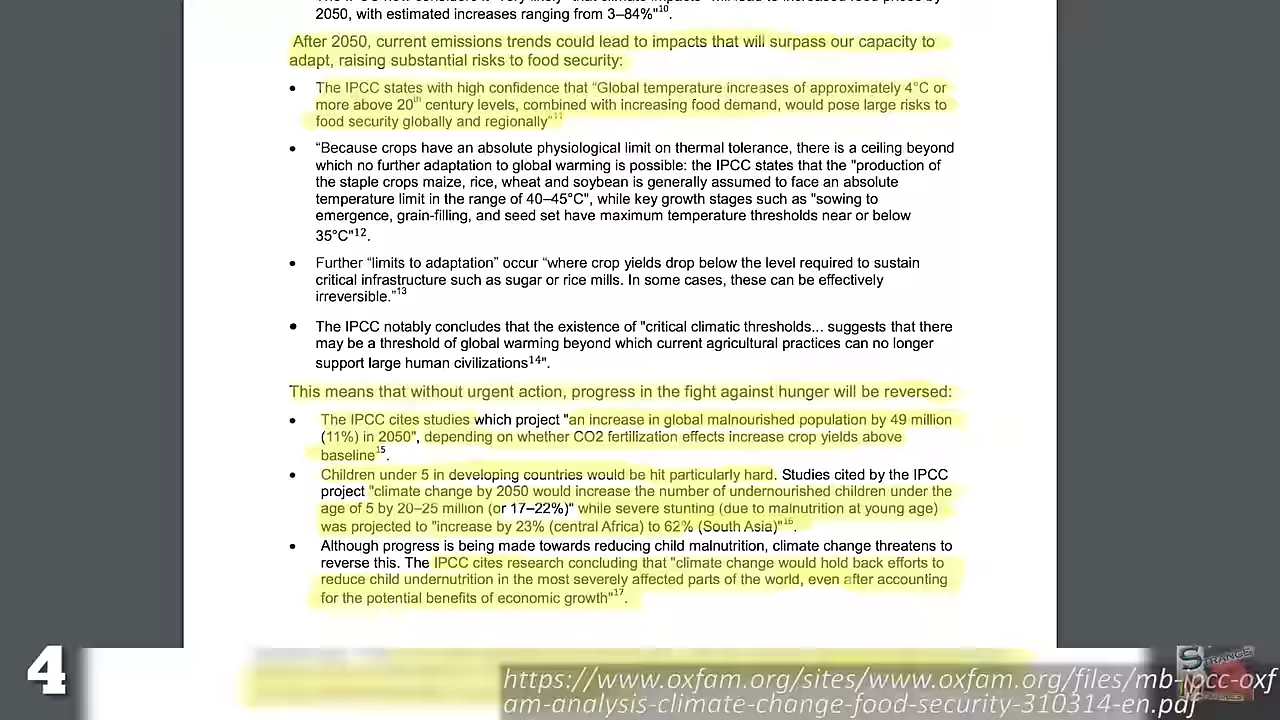 2050, with estimated increases ranging from 3–84%"10.
After 2050, current emissions trends could lead to impacts that will surpass our capacity to
adapt, raising substantial risks to food security:
• The IPCC states with high confidence that “Global temperature increases of approximately 4°C or
more above 20th century levels, combined with increasing food demand, would pose large risks to
food security globally and regionally”11
• “Because crops have an absolute physiological limit on thermal tolerance, there is a ceiling beyond
which no further adaptation to global warming is possible: the IPCC states that the "production of
the staple crops maize, rice, wheat and soybean is generally assumed to face an absolute
temperature limit in the range of 40–45°C", while key growth stages such as "sowing to
emergence, grain-filling, and seed set have maximum temperature thresholds near or below
35°C"12.
• Further “limits to adaptation” occur “where crop yields drop below the level required to sustain
critical infrastructure such as sugar or rice mills. In some cases, these can be effectively
irreversible.”13
• The IPCC notably concludes that the existence of "critical climatic thresholds... suggests that there
may be a threshold of global warming beyond which current agricultural practices can no longer
support large human civilizations14".
This means that without urgent action, progress in the fight against hunger will be reversed:
• The IPCC cites studies which project "an increase in global malnourished population by 49 million
(11%) in 2050", depending on whether CO2 fertilization effects increase crop yields above
baseline15.
• Children under 5 in developing countries would be hit particularly hard. Studies cited by the IPCC
project "climate change by 2050 would increase the number of undernourished children under the
age of 5 by 20–25 million (or 17–22%)" while severe stunting (due to malnutrition at young age)
was projected to "increase by 23% (central Africa) to 62% (South Asia)"16.
• Although progress is being made towards reducing child malnutrition, climate change threatens to
reverse this. The IPCC cites research concluding that "climate change would hold back efforts to
reduce child undernutrition in the most severely affected parts of the world, even after accounting
for the potential benefits of economic growth"17.
4
STRANGE
https://www.oxfam.org/sites/www.oxfam.org/files/mb-ipcc-oxf
am-analysis-climate-change-food-security-310314-en.pdf